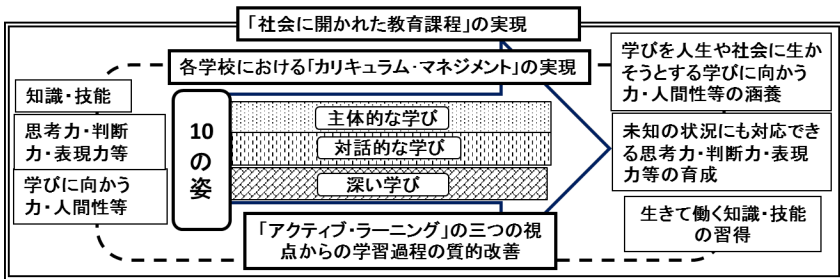 「社会に開かれた教育課程」の実現
各学校における「カリキュラム・マネジメント」の実現
知識・技能
思考力・判断
力・表現力等
学びに向かう
力・人間性等
10
の
姿
主体的な学び
対話的な学び
深い学び
「アクティブ・ラーニング」の三つの視
点からの学習過程の質的改善
学びを人生や社会に生か
そうとする学びに向かう
力・人間性等の涵養
未知の状況にも対応でき
る思考力・判断力・表現
力等の育成
生きて働く知識・技能
の習得